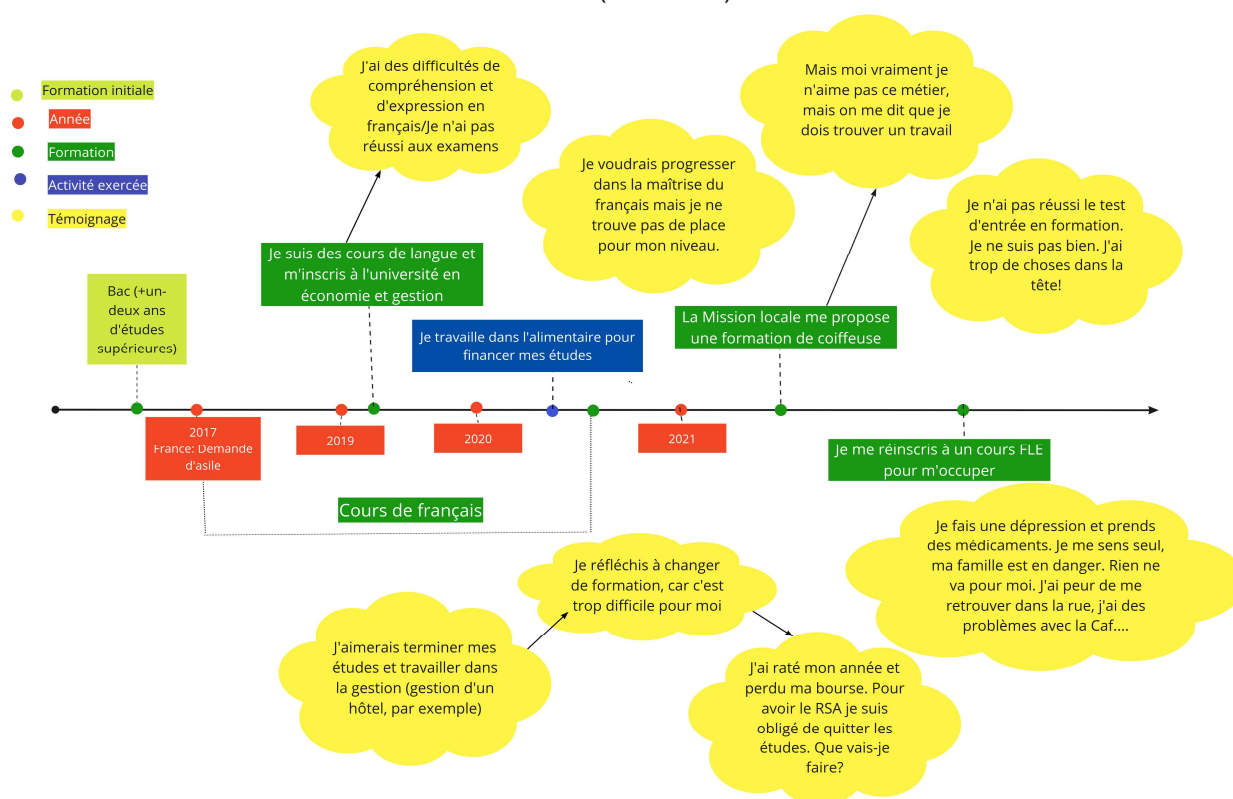 Formation initiale
Année
Formation
Activité exercée
Témoignage
J'ai des difficultés de
compréhension et
d'expression en
français/Je n'ai pas
réussi aux examens
Mais moi vraiment je
n'aime pas ce métier,
mais on me dit que je
dois trouver un travail
Je voudrais progresser
dans la maîtrise du
français mais je ne
trouve pas de place
pour mon niveau.
Je n'ai pas réussi le test
d'entrée en formation.
Je ne suis pas bien. J'ai
trop de choses dans la
tête!
Je suis des cours de langue et
m'inscris à l'université en
économie et gestion
Bac (+un-
deux ans
d'études
supérieures)
Je travaille dans l'alimentaire pour
financer mes études
La Mission locale me propose
une formation de coiffeuse
2017
France: Demande
d'asile
2019
2020
2021
Je me réinscris à un cours FLE
pour m'occuper
Cours de français
Je fais une dépression et prends
des médicaments. Je me sens seul,
ma famille est en danger. Rien ne
va pour moi. J'ai peur de me
retrouver dans la rue, j'ai des
problèmes avec la Caf....
Je réfléchis à changer
de formation, car c'est
trop difficile pour moi
J'aimerais terminer mes
études et travailler dans
la gestion (gestion d'un
hôtel, par exemple)
J'ai raté mon année et
perdu ma bourse. Pour
avoir le RSA je suis
obligé de quitter les
études. Que vais-je
faire?